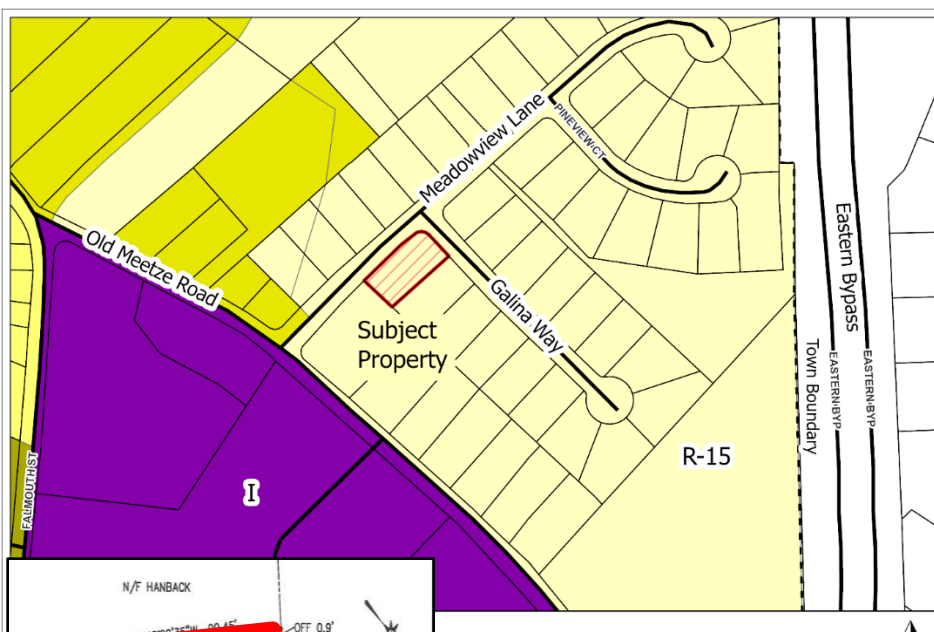 Meadowview Lane
PINEVIEW CT
Old Meetze Road
Galina Way
Subject
Property
Eastern Bypass
EASTERN BYP
EASTERN BYP
Town Boundary
R-15
I
FALMOUTH ST
N/F HANBACK
OFF 0.9'